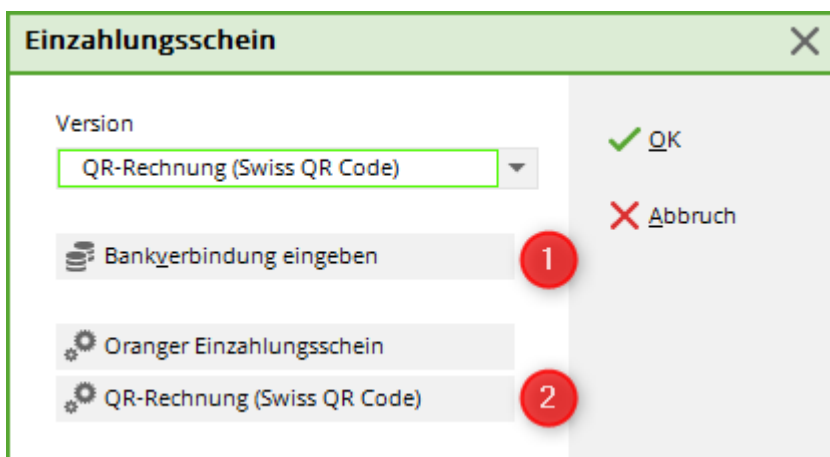 Einzahlungsschein
Version
QR-Rechnung (Swiss QR Code)
OK
Abbruch
Bankverbindung eingeben
1
Oranger Einzahlungsschein
QR-Rechnung (Swiss QR Code)
2